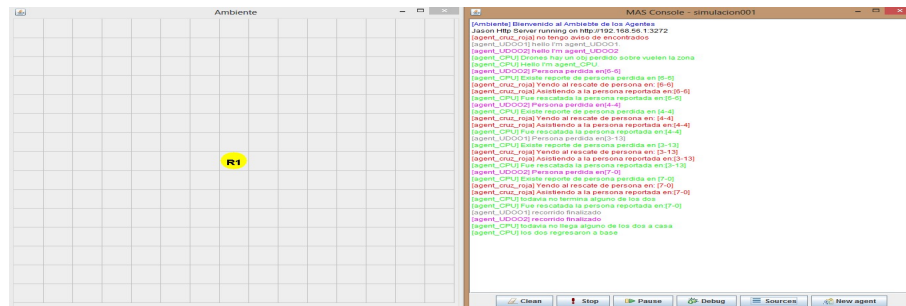 Ambiente
R1
MAS Console - simulacion001
[Ambiente] Bienvenido al Ambiebte de los Agentes
Jason Http Server running on http://192.168.56.1:3272
[agent_cruz_roja] no tengo aviso de encontrados
[agent_UDOO1] hello I'm agent_UDOO1
[agent_UDOO2] hello I'm agent_UDOO2
[agent_CPU] Drones hay un obj perdido sobre vuelen la zona
[agent_CPU] Hello I'm agent_CPU
[agent_UDOO2] Persona perdida en[6-6]
[agent_CPU] Existe reporte de persona perdida en [6-6]
[agent_cruz_roja] Yendo al rescate de persona en: [6-6]
[agent_cruz_roja] Asistiendo a la persona reportada en:[6-6]
[agent_CPU] Fue rescatada la persona reportada en:[6-6]
[agent_UDOO2] Persona perdida en[4-4]
[agent_CPU] Existe reporte de persona perdida en [4-4]
[agent_cruz_roja] Yendo al rescate de persona en: [4-4]
[agent_cruz_roja] Asistiendo a la persona reportada en:[4-4]
[agent_CPU] Fue rescatada la persona reportada en:[4-4]
[agent_UDOO1] Persona perdida en[3-13]
[agent_CPU] Existe reporte de persona perdida en [3-13]
[agent_cruz_roja] Yendo al rescate de persona en: [3-13]
[agent_cruz_roja] Asistiendo a la persona reportada en:[3-13]
[agent_CPU] Fue rescatada la persona reportada en:[3-13]
[agent_UDOO2] Persona perdida en[7-0]
[agent_CPU] Existe reporte de persona perdida en [7-0]
[agent_cruz_roja] Yendo al rescate de persona en: [7-0]
[agent_cruz_roja] Asistiendo a la persona reportada en:[7-0]
[agent_CPU] todavia no termina alguno de los dos
[agent_CPU] Fue rescatada la persona reportada en:[7-0]
[agent_UDOO1] recorrido finalizado
[agent_UDOO2] recorrido finalizado
[agent_CPU] todavia no llega alguno de los dos a casa
[agent_CPU] los dos regresaron a base
Clean Stop Pause Debug Sources New agent